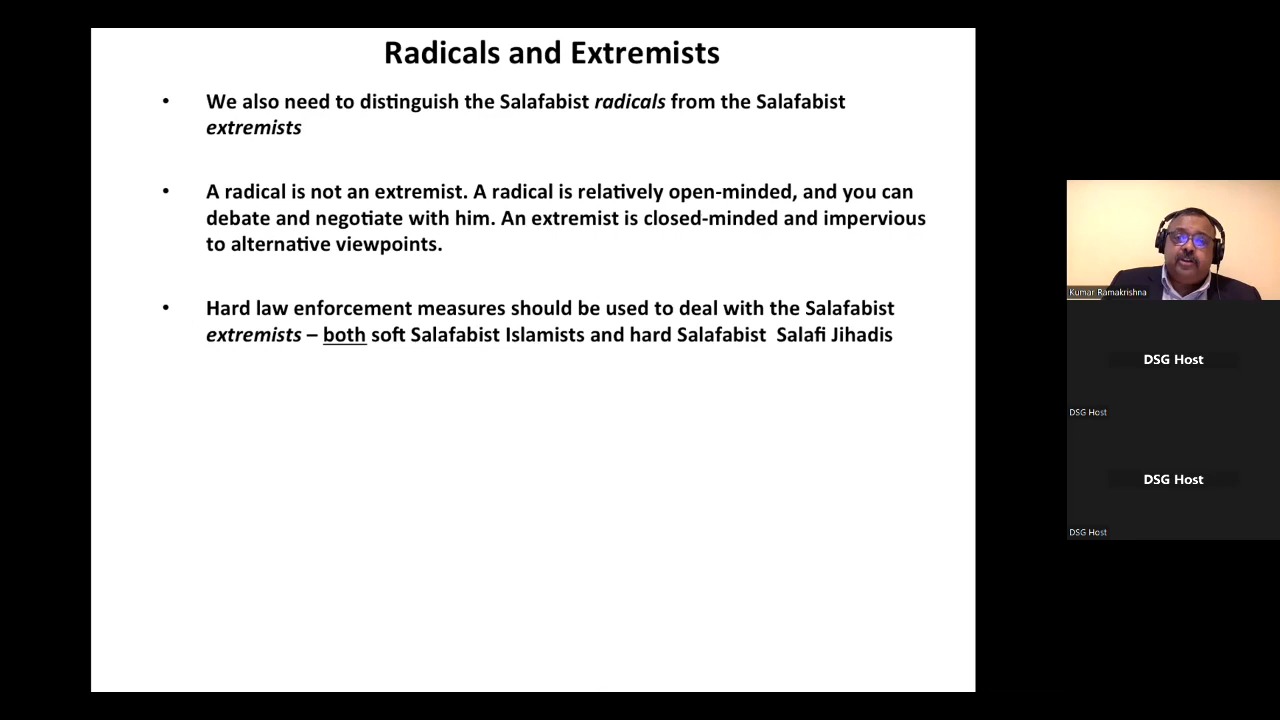 Radicals and Extremists
• We also need to distinguish the Salafabist radicals from the Salafabist
extremists
• A radical is not an extremist. A radical is relatively open-minded, and you can
debate and negotiate with him. An extremist is closed-minded and impervious
to alternative viewpoints.
• Hard law enforcement measures should be used to deal with the Salafabist
extremists – both soft Salafabist Islamists and hard Salafabist  Salafi Jihadis
Kumar Ramakrishna
DSG Host
DSG Host
DSG Host
DSG Host